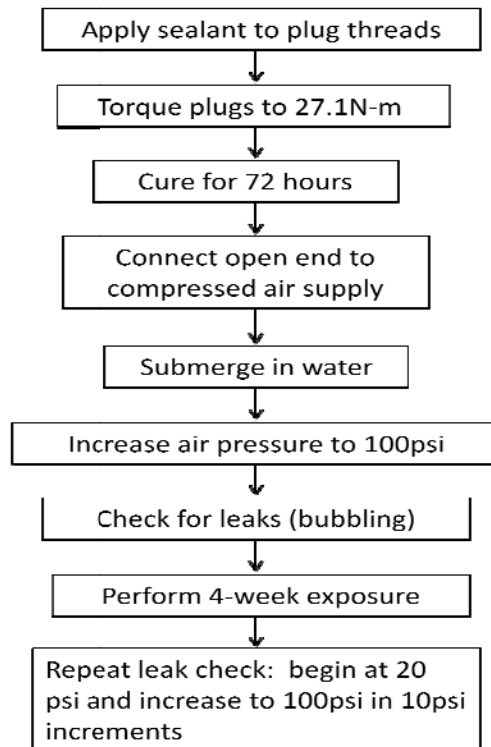 Apply sealant to plug threads
Torque plugs to 27.1N-m
Cure for 72 hours
Connect open end to
compressed air supply
Submerge in water
Increase air pressure to 100psi
Check for leaks (bubbling)
Perform 4-week exposure
Repeat leak check:  begin at 20
psi and increase to 100psi in 10psi
increments